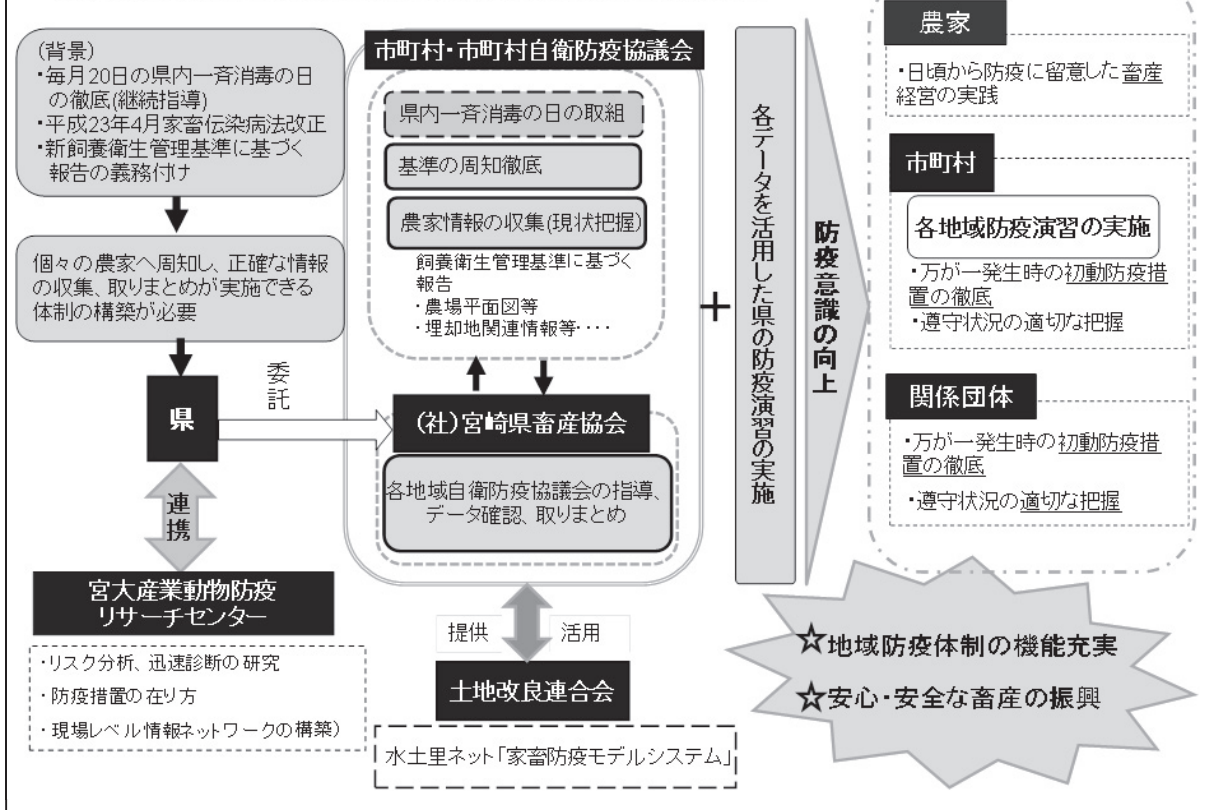 (背景)
・毎月20日の県内一斉消毒の日
の徹底(継続指導)
・平成23年4月家畜伝染病法改正
・新飼養衛生管理基準に基づく
報告の義務付け
個々の農家へ周知し、正確な情報
の収集、取りまとめが実施できる
体制の構築が必要
県
委託
連携
宮大産業動物防疫
リサーチセンター
・リスク分析、迅速診断の研究
・防疫措置の在り方
・現場レベル情報ネットワークの構築)
市町村・市町村自衛防疫協議会
県内一斉消毒の日の取組
基準の周知徹底
農家情報の収集(現状把握)
飼養衛生管理基準に基づく
報告
・農場平面図等
・埋却地関連情報等‥‥
(社)宮崎県畜産協会
各地域自衛防疫協議会の指導、
データ確認、取りまとめ
提供
活用
土地改良連合会
水土里ネット「家畜防疫モデルシステム」
+
各データを活用した県の防疫演習の実施
防疫意識の向上
農家
・日頃から防疫に留意した畜産
経営の実践
市町村
各地域防疫演習の実施
・万が一発生時の初動防疫措
置の徹底
・遵守状況の適切な把握
関係団体
・万が一発生時の初動防疫措
置の徹底
・遵守状況の適切な把握
☆地域防疫体制の機能充実
☆安心・安全な畜産の振興